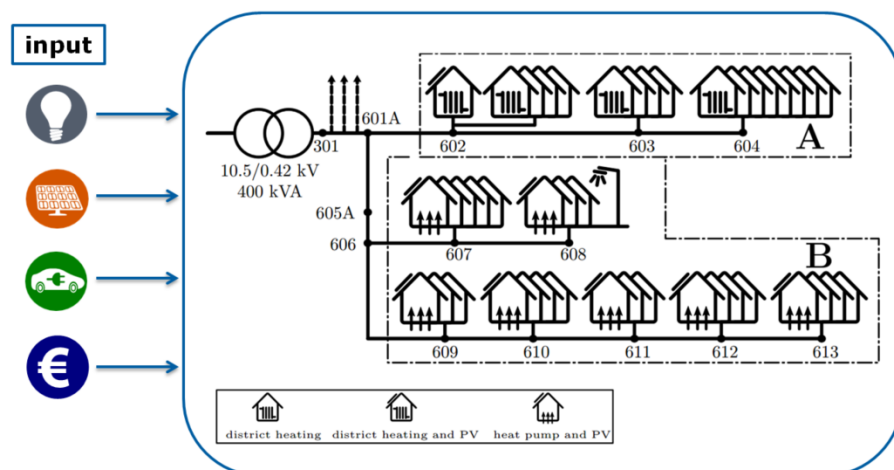 input
601A
301
602
603
604
A
10.5/0.42 kV
400 kVA
605A
606
607
608
B
€
609
610
611
612
613
district heating
district heating and PV
heat pump and PV